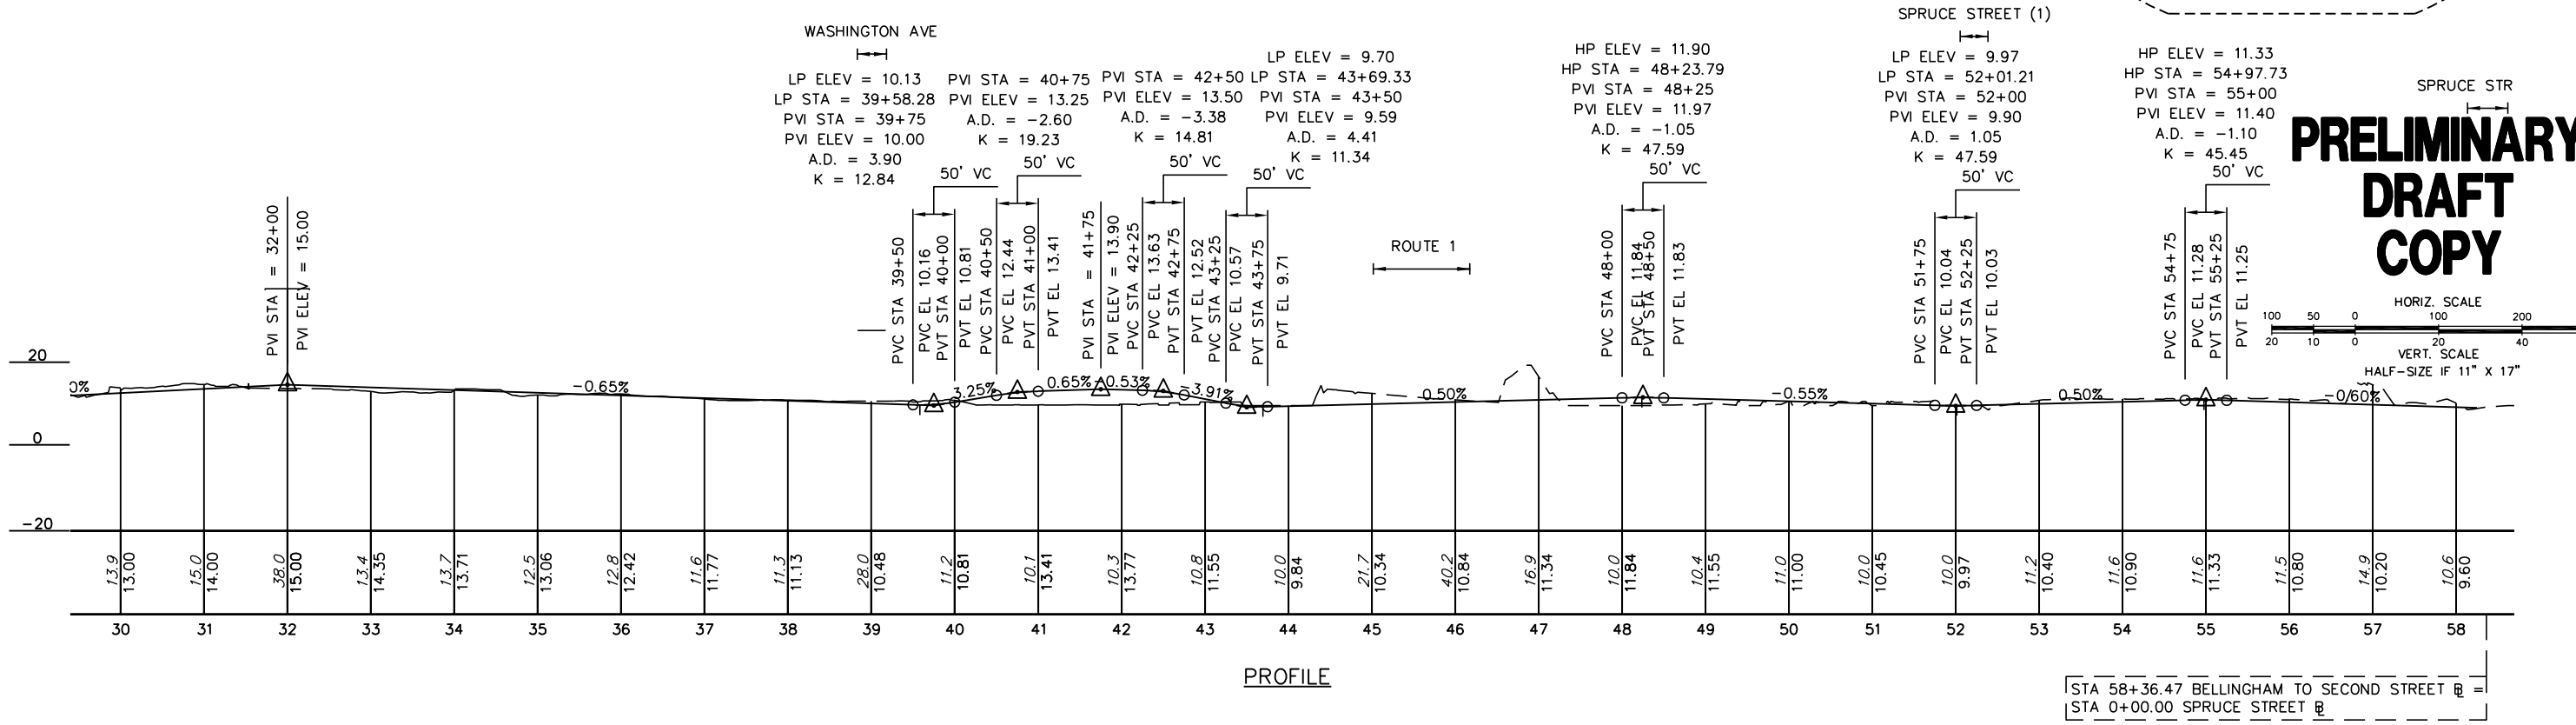 WASHINGTON AVE
LP ELEV = 10.13
LP STA = 39+58.28
PVI STA = 39+75
PVI ELEV = 10.00
A.D. = 3.90
K = 12.84
50' VC
PVI STA = 40+75
PVI ELEV = 13.25
A.D. = -2.60
K = 19.23
50' VC
PVI STA = 42+50
PVI ELEV = 13.50
A.D. = -3.38
K = 14.81
50' VC
LP ELEV = 9.70
LP STA = 43+69.33
PVI STA = 43+50
PVI ELEV = 9.59
A.D. = 4.41
K = 11.34
50' VC
HP ELEV = 11.90
HP STA = 48+23.79
PVI STA = 48+25
PVI ELEV = 11.97
A.D. = -1.05
K = 47.59
50' VC
SPRUCE STREET (1)
LP ELEV = 9.97
LP STA = 52+01.21
PVI STA = 52+00
PVI ELEV = 9.90
A.D. = 1.05
K = 47.59
50' VC
HP ELEV = 11.33
HP STA = 54+97.73
PVI STA = 55+00
PVI ELEV = 11.40
A.D. = -1.10
K = 45.45
50' VC
SPRUCE STR
PRELIMINARY
DRAFT
COPY
HORIZ. SCALE
100 50 0 100 200
20 10 0 20 40
VERT. SCALE
HALF-SIZE IF 11" X 17"
PVI STA = 32+00
PVI ELEV = 15.00
PVC STA 39+50
PVC EL 10.16
PVT STA 40+00
PVT EL 10.81
PVC STA 40+50
PVC EL 12.44
PVT STA 41+00
PVT EL 13.41
PVI STA = 41+75
PVI ELEV = 13.90
PVC STA 42+25
PVC EL 13.63
PVT STA 42+75
PVT EL 12.52
PVC STA 43+25
PVC EL 10.57
PVT STA 43+75
PVT EL 9.71
ROUTE 1
PVC STA 48+00
PVC EL 11.84
PVT STA 48+50
PVT EL 11.83
PVC STA 51+75
PVC EL 10.04
PVT STA 52+25
PVT EL 10.03
PVC STA 54+75
PVC EL 11.28
PVT STA 55+25
PVT EL 11.25
20
0
-20
0% -0.65% 3.25% 0.65% -0.53% -3.91% 0.50% -0.55% 0.50% -0/60%
13.9 15.0 38.0 13.4 13.7 12.5 12.8 11.6 11.3 28.0 11.2 10.1 10.3 10.8 10.0 21.7 40.2 16.9 10.0 10.4 11.0 10.0 10.0 11.2 11.6 11.6 11.5 14.9 10.6
13.00 14.00 15.00 14.35 13.71 13.06 12.42 11.77 11.13 10.48 10.81 13.41 13.77 11.55 9.84 10.34 10.84 11.34 11.84 11.55 11.00 10.45 9.97 10.40 10.90 11.33 10.80 10.20 9.60
30 31 32 33 34 35 36 37 38 39 40 41 42 43 44 45 46 47 48 49 50 51 52 53 54 55 56 57 58
PROFILE
STA 58+36.47 BELLINGHAM TO SECOND STREET BL =
STA 0+00.00 SPRUCE STREET BL